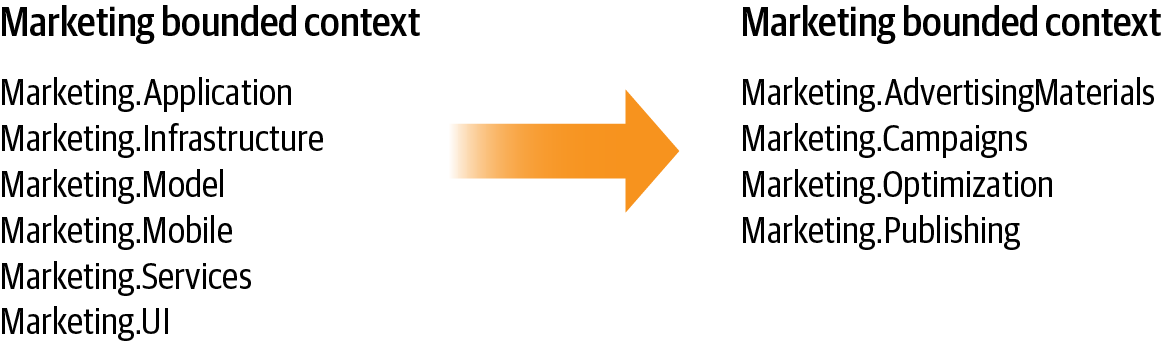 Marketing bounded context
Marketing.Application
Marketing.Infrastructure
Marketing.Model
Marketing.Mobile
Marketing.Services
Marketing.UI
Marketing bounded context
Marketing.AdvertisingMaterials
Marketing.Campaigns
Marketing.Optimization
Marketing.Publishing